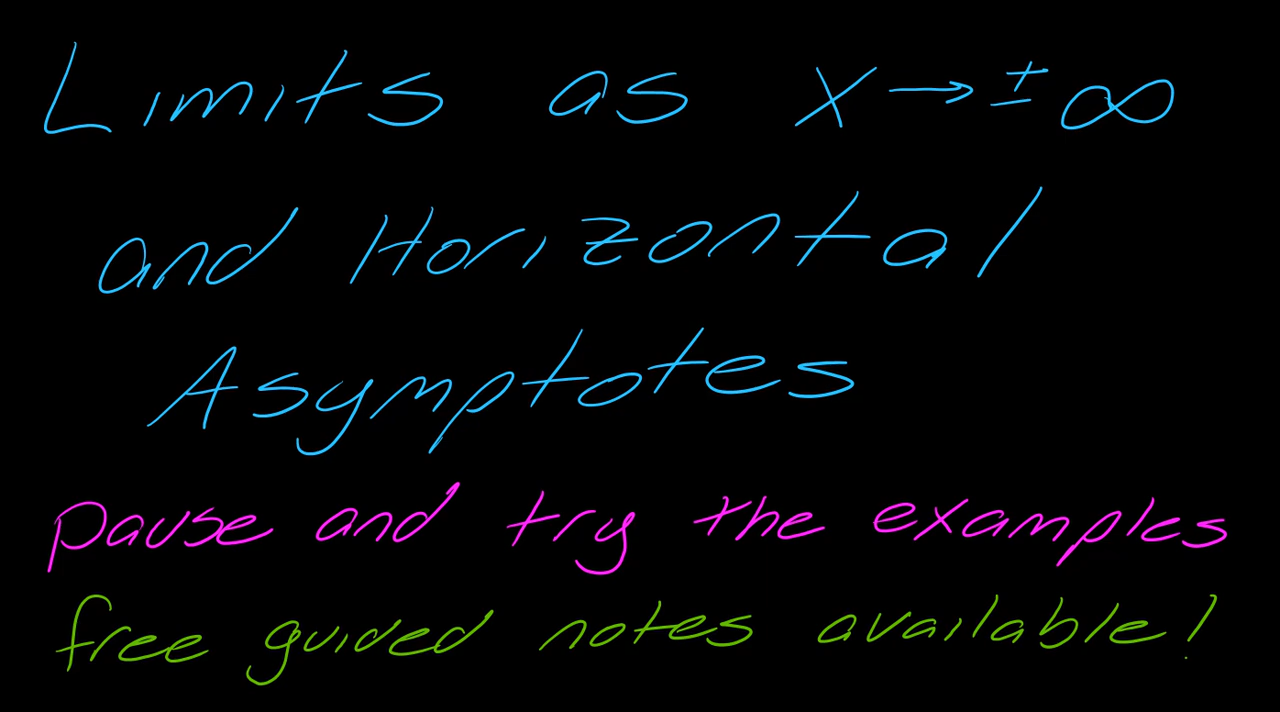 Limits as x→±∞
and Horizontal
Asymptotes
pause and try the examples
free guided notes available!